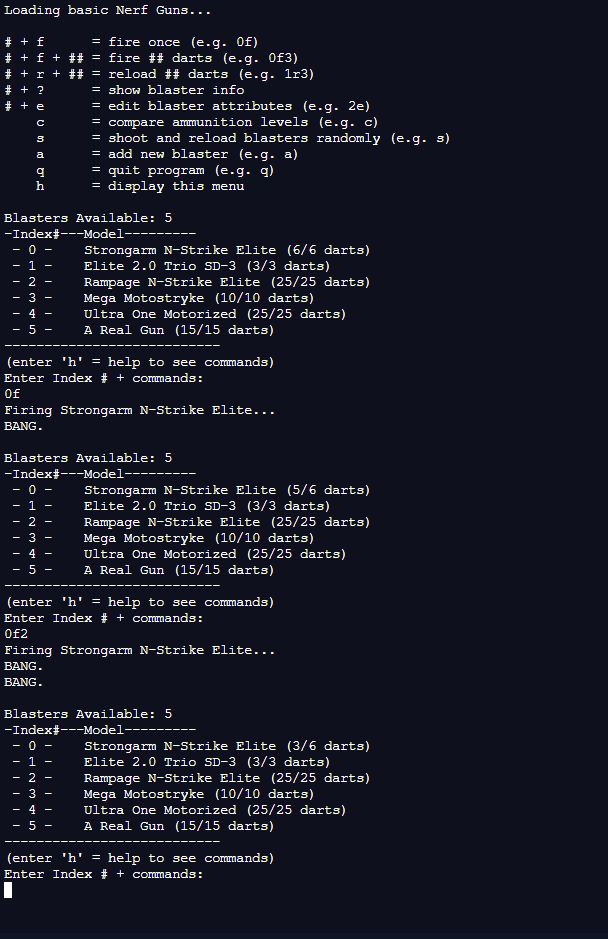 Loading basic Nerf Guns...

# + f      = fire once (e.g. 0f)
# + f + ## = fire ## darts (e.g. 0f3)
# + r + ## = reload ## darts (e.g. 1r3)
# + ?      = show blaster info
# + e      = edit blaster attributes (e.g. 2e)
    c      = compare ammunition levels (e.g. c)
    s      = shoot and reload blasters randomly (e.g. s)
    a      = add new blaster (e.g. a)
    q      = quit program (e.g. q)
    h      = display this menu

Blasters Available: 5
-Index#---Model---------
 - 0 -    Strongarm N-Strike Elite (6/6 darts)
 - 1 -    Elite 2.0 Trio SD-3 (3/3 darts)
 - 2 -    Rampage N-Strike Elite (25/25 darts)
 - 3 -    Mega Motostryke (10/10 darts)
 - 4 -    Ultra One Motorized (25/25 darts)
 - 5 -    A Real Gun (15/15 darts)
---------------------------
(enter 'h' = help to see commands)
Enter Index # + commands:
0f
Firing Strongarm N-Strike Elite...
BANG.

Blasters Available: 5
-Index#---Model---------
 - 0 -    Strongarm N-Strike Elite (5/6 darts)
 - 1 -    Elite 2.0 Trio SD-3 (3/3 darts)
 - 2 -    Rampage N-Strike Elite (25/25 darts)
 - 3 -    Mega Motostryke (10/10 darts)
 - 4 -    Ultra One Motorized (25/25 darts)
 - 5 -    A Real Gun (15/15 darts)
---------------------------
(enter 'h' = help to see commands)
Enter Index # + commands:
0f2
Firing Strongarm N-Strike Elite...
BANG.
BANG.

Blasters Available: 5
-Index#---Model---------
 - 0 -    Strongarm N-Strike Elite (3/6 darts)
 - 1 -    Elite 2.0 Trio SD-3 (3/3 darts)
 - 2 -    Rampage N-Strike Elite (25/25 darts)
 - 3 -    Mega Motostryke (10/10 darts)
 - 4 -    Ultra One Motorized (25/25 darts)
 - 5 -    A Real Gun (15/15 darts)
---------------------------
(enter 'h' = help to see commands)
Enter Index # + commands: